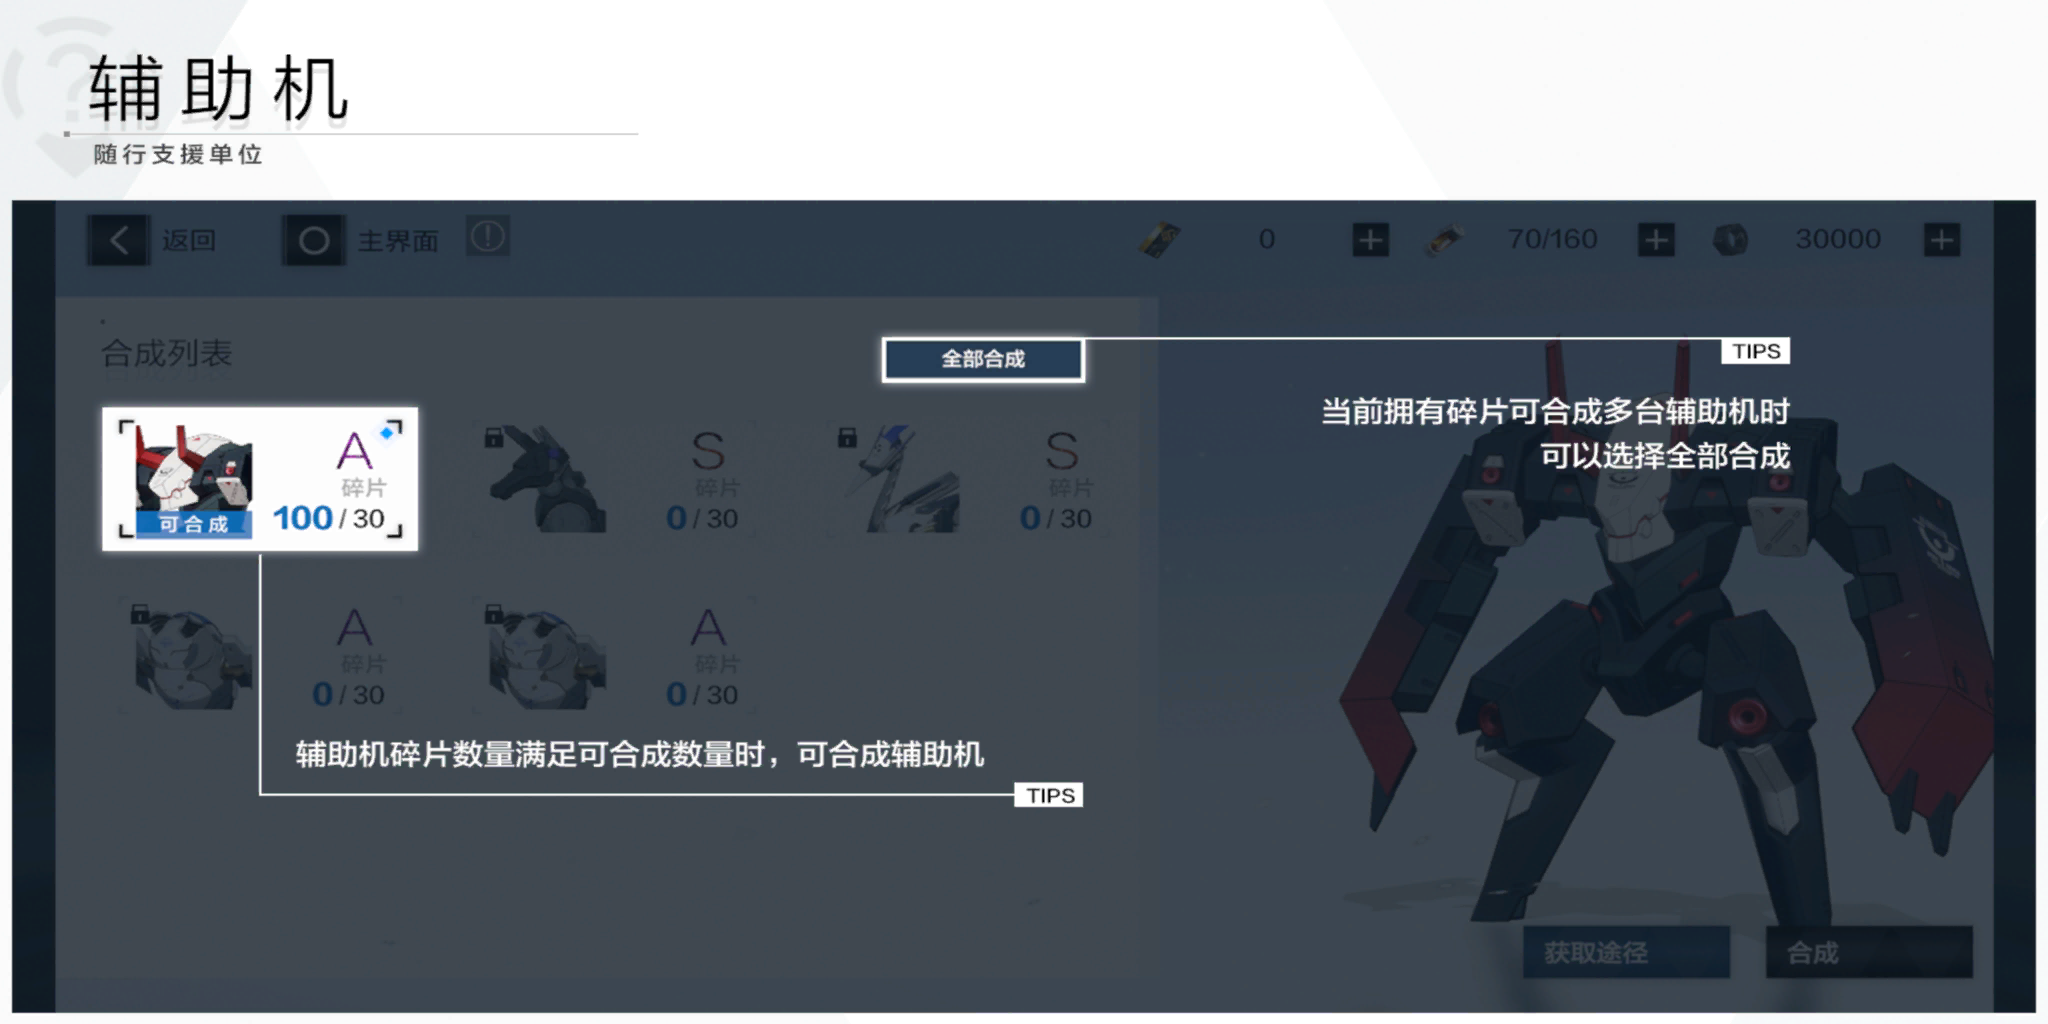 辅助机
随行支援单位
返回 主界面 0 70/160 30000
合成列表
全部合成
TIPS
当前拥有碎片可合成多台辅助机时
可以选择全部合成
A
碎片
可合成
100/30
S
碎片
0/30
S
碎片
0/30
A
碎片
0/30
A
碎片
0/30
辅助机碎片数量满足可合成数量时，可合成辅助机
TIPS
获取途径 合成